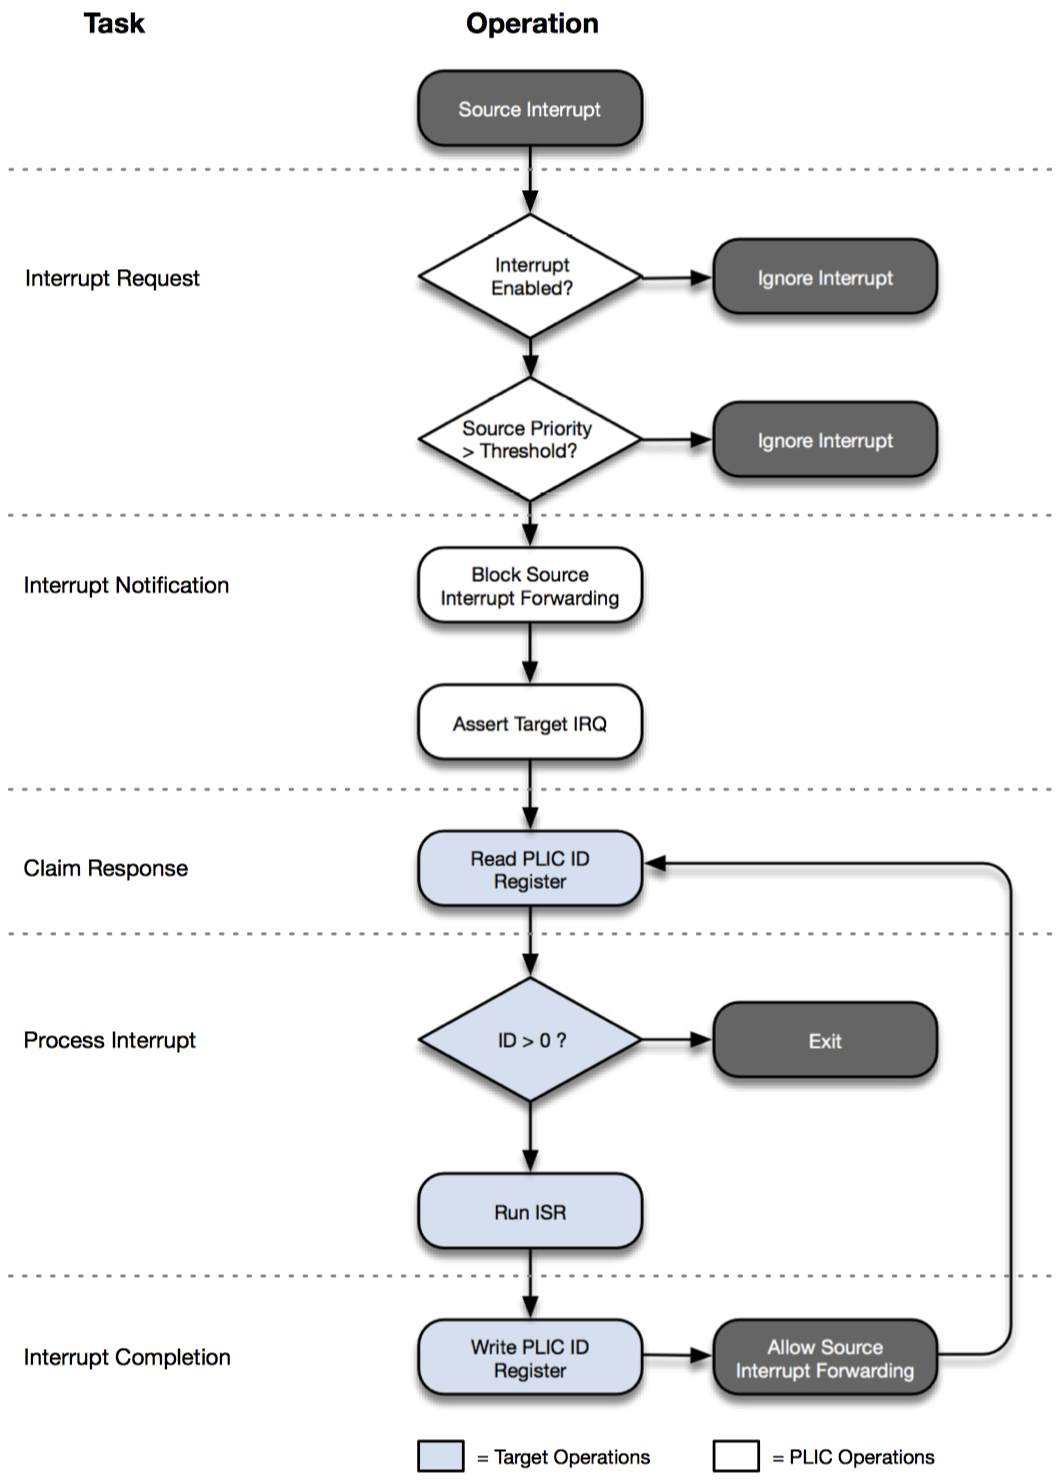 Task
Operation
Source Interrupt
Interrupt Request
Interrupt
Enabled?
Ignore Interrupt
Source Priority
> Threshold?
Ignore Interrupt
Interrupt Notification
Block Source
Interrupt Forwarding
Assert Target IRQ
Claim Response
Read PLIC ID
Register
Process Interrupt
ID > 0 ?
Exit
Run ISR
Interrupt Completion
Write PLIC ID
Register
Allow Source
Interrupt Forwarding
= Target Operations
= PLIC Operations